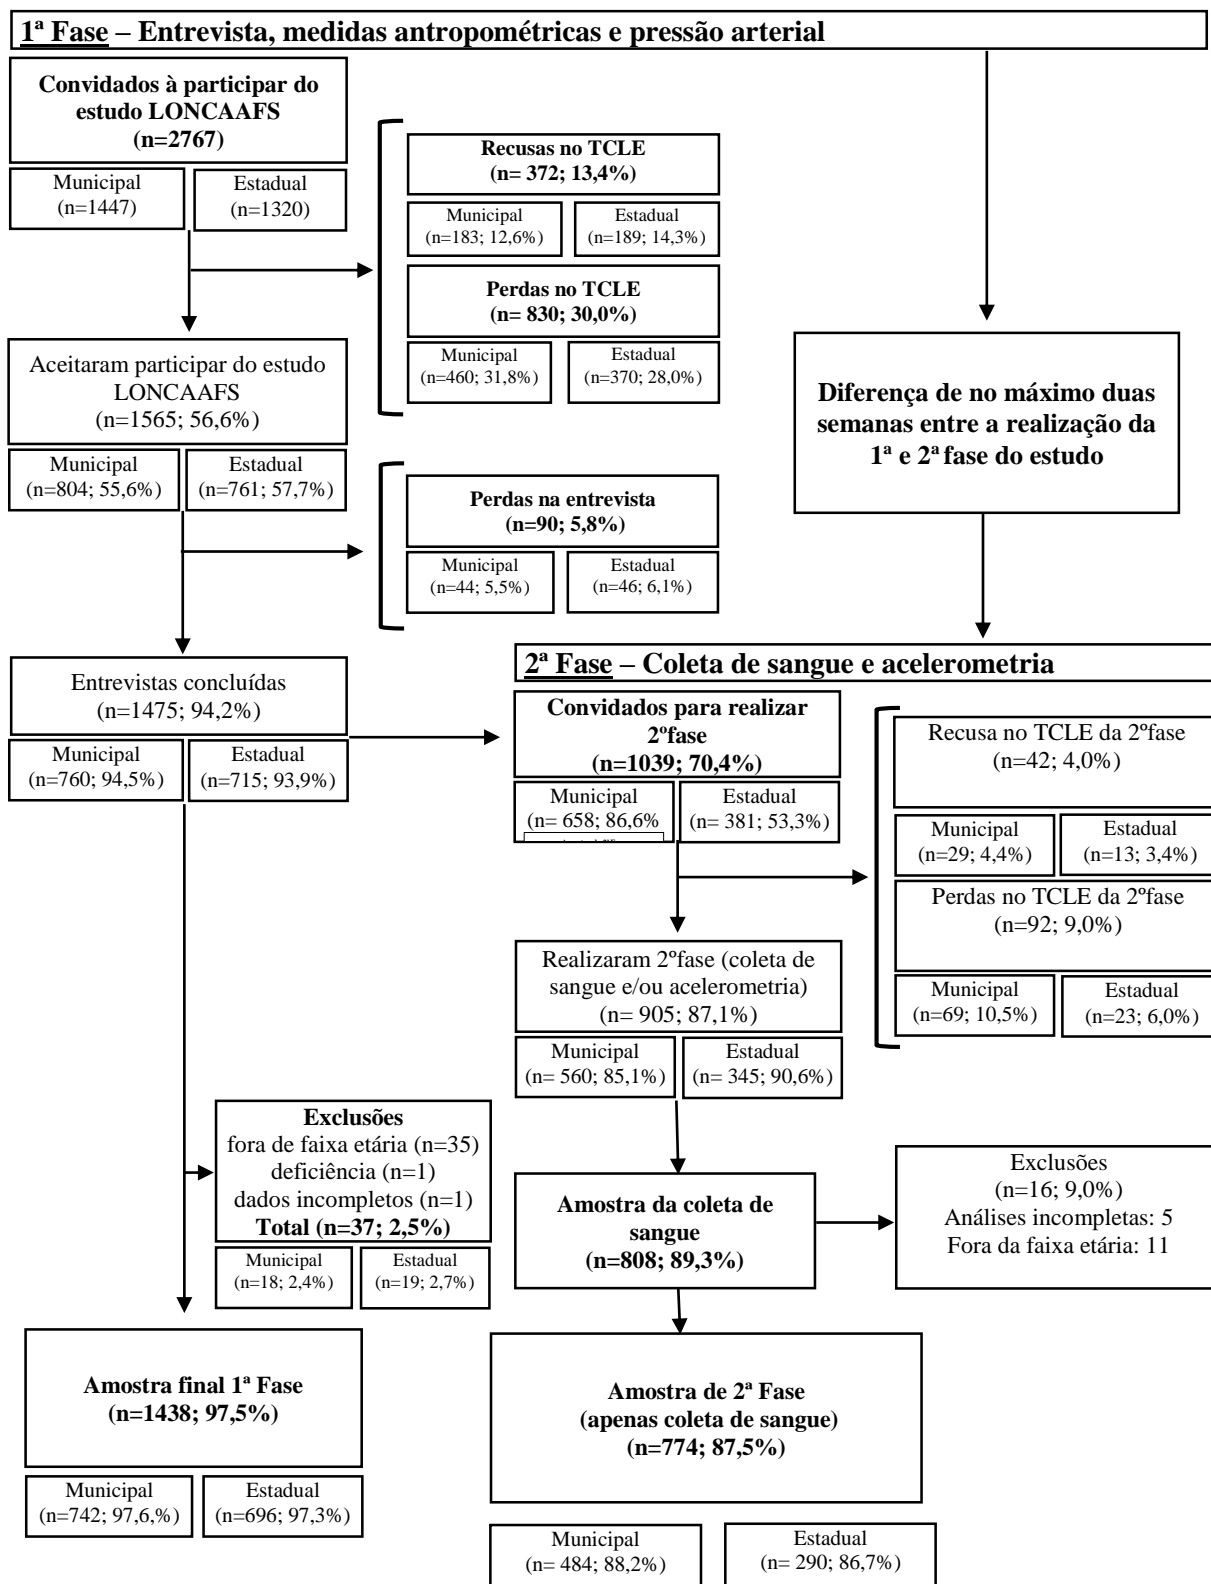 1ª Fase – Entrevista, medidas antropométricas e pressão arterial
Convidados à participar do
estudo LONCAAFS
(n=2767)
Municipal
(n=1447)
Estadual
(n=1320)
Recusas no TCLE
(n= 372; 13,4%)
Municipal
(n=183; 12,6%)
Estadual
(n=189; 14,3%)
Perdas no TCLE
(n= 830; 30,0%)
Municipal
(n=460; 31,8%)
Estadual
(n=370; 28,0%)
Aceitaram participar do estudo
LONCAAFS
(n=1565; 56,6%)
Municipal
(n=804; 55,6%)
Estadual
(n=761; 57,7%)
Diferença de no máximo duas
semanas entre a realização da
1ª e 2ª fase do estudo
Perdas na entrevista
(n=90; 5,8%)
Municipal
(n=44; 5,5%)
Estadual
(n=46; 6,1%)
Entrevistas concluídas
(n=1475; 94,2%)
Municipal
(n=760; 94,5%)
Estadual
(n=715; 93,9%)
2ª Fase – Coleta de sangue e acelerometria
Convidados para realizar
2ºfase
(n=1039; 70,4%)
Municipal
(n= 658; 86,6%
Estadual
(n= 381; 53,3%)
Recusa no TCLE da 2ºfase
(n=42; 4,0%)
Municipal
(n=29; 4,4%)
Estadual
(n=13; 3,4%)
Perdas no TCLE da 2ºfase
(n=92; 9,0%)
Municipal
(n=69; 10,5%)
Estadual
(n=23; 6,0%)
Realizaram 2ºfase (coleta de
sangue e/ou acelerometria)
(n= 905; 87,1%)
Municipal
(n= 560; 85,1%)
Estadual
(n= 345; 90,6%)
Exclusões
fora de faixa etária (n=35)
deficiência (n=1)
dados incompletos (n=1)
Total (n=37; 2,5%)
Municipal
(n=18; 2,4%)
Estadual
(n=19; 2,7%)
Amostra da coleta de
sangue
(n=808; 89,3%)
Exclusões
(n=16; 9,0%)
Análises incompletas: 5
Fora da faixa etária: 11
Amostra final 1ª Fase
(n=1438; 97,5%)
Municipal
(n=742; 97,6,%)
Estadual
(n=696; 97,3%)
Amostra de 2ª Fase
(apenas coleta de sangue)
(n=774; 87,5%)
Municipal
(n= 484; 88,2%)
Estadual
(n= 290; 86,7%)